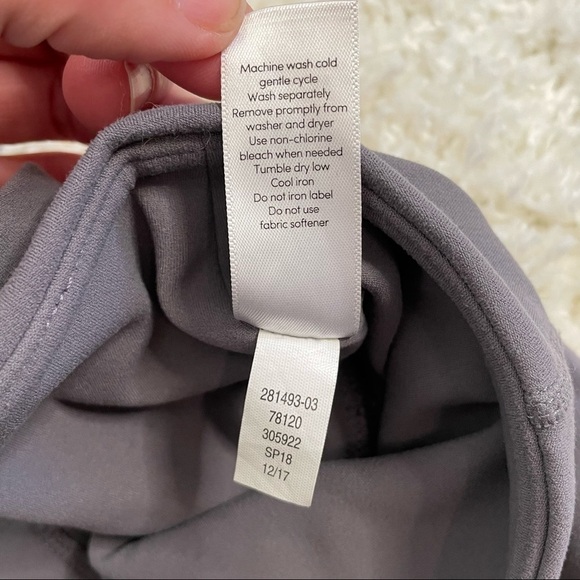 Machine wash cold
gentle cycle
Wash separately
Remove promptly from
washer and dryer
Use non-chlorine
bleach when needed
Tumble dry low
Cool iron
Do not iron label
Do not use
fabric softener
281493-03
78120
305922
SP18
12/17